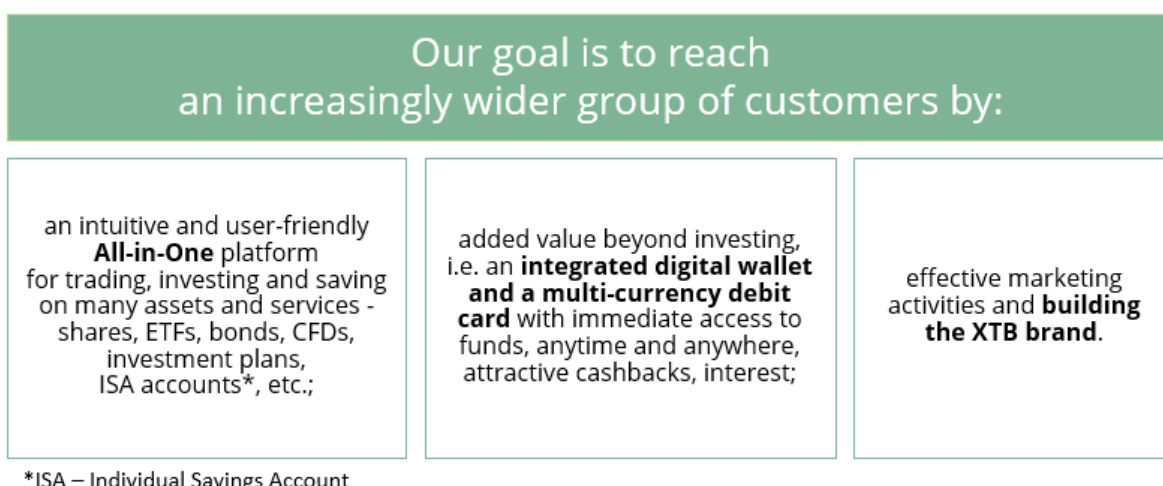 Our goal is to reach
an increasingly wider group of customers by:
an intuitive and user-friendly
All-in-One platform
for trading, investing and saving
on many assets and services -
shares, ETFs, bonds, CFDs,
investment plans,
ISA accounts*, etc.;
added value beyond investing,
i.e. an integrated digital wallet
and a multi-currency debit
card with immediate access to
funds, anytime and anywhere,
attractive cashbacks, interest;
effective marketing
activities and building
the XTB brand.
*ISA – Individual Savings Account